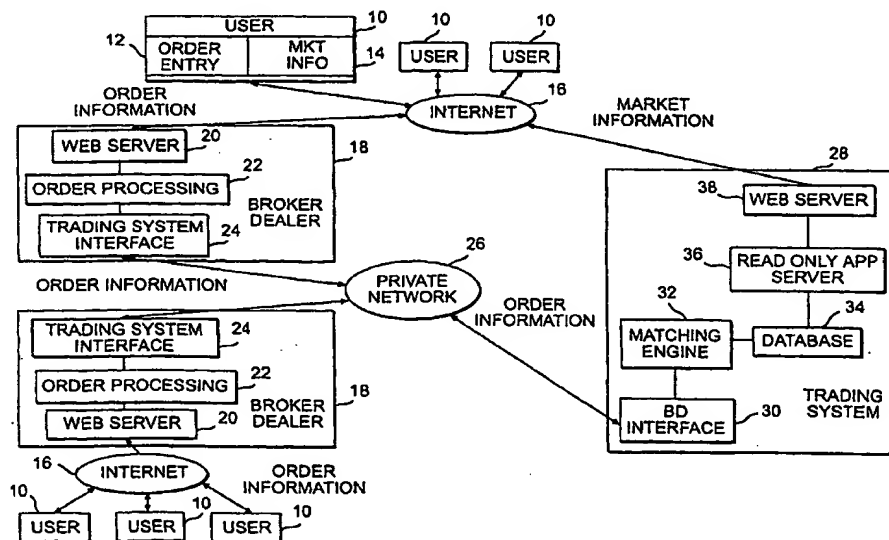 10
USER
12
ORDER
ENTRY
MKT
INFO
14
10
USER
10
USER
ORDER
INFORMATION
INTERNET
16
MARKET
INFORMATION
20
WEB SERVER
18
22
ORDER PROCESSING
BROKER
DEALER
TRADING SYSTEM
INTERFACE
24
28
38
WEB SERVER
36
READ ONLY APP
SERVER
26
PRIVATE
NETWORK
ORDER INFORMATION
ORDER
INFORMATION
32
34
MATCHING
ENGINE
DATABASE
TRADING
SYSTEM
BD
INTERFACE
30
TRADING SYSTEM
INTERFACE
24
ORDER PROCESSING
22
BROKER
DEALER
18
WEB SERVER
20
16
INTERNET
ORDER
INFORMATION
10
USER
10
USER
10
USER